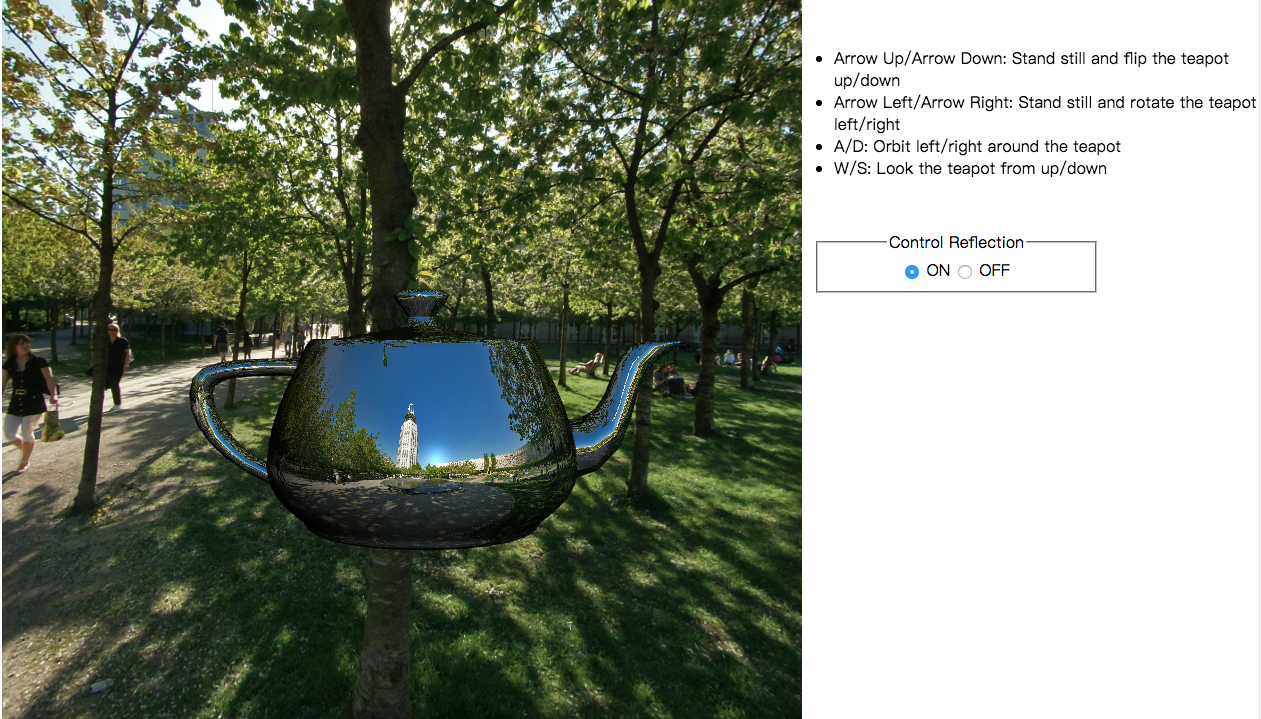 Arrow Up/Arrow Down: Stand still and flip the teapot
up/down
Arrow Left/Arrow Right: Stand still and rotate the teapot
left/right
A/D: Orbit left/right around the teapot
W/S: Look the teapot from up/down
Control Reflection
ON OFF